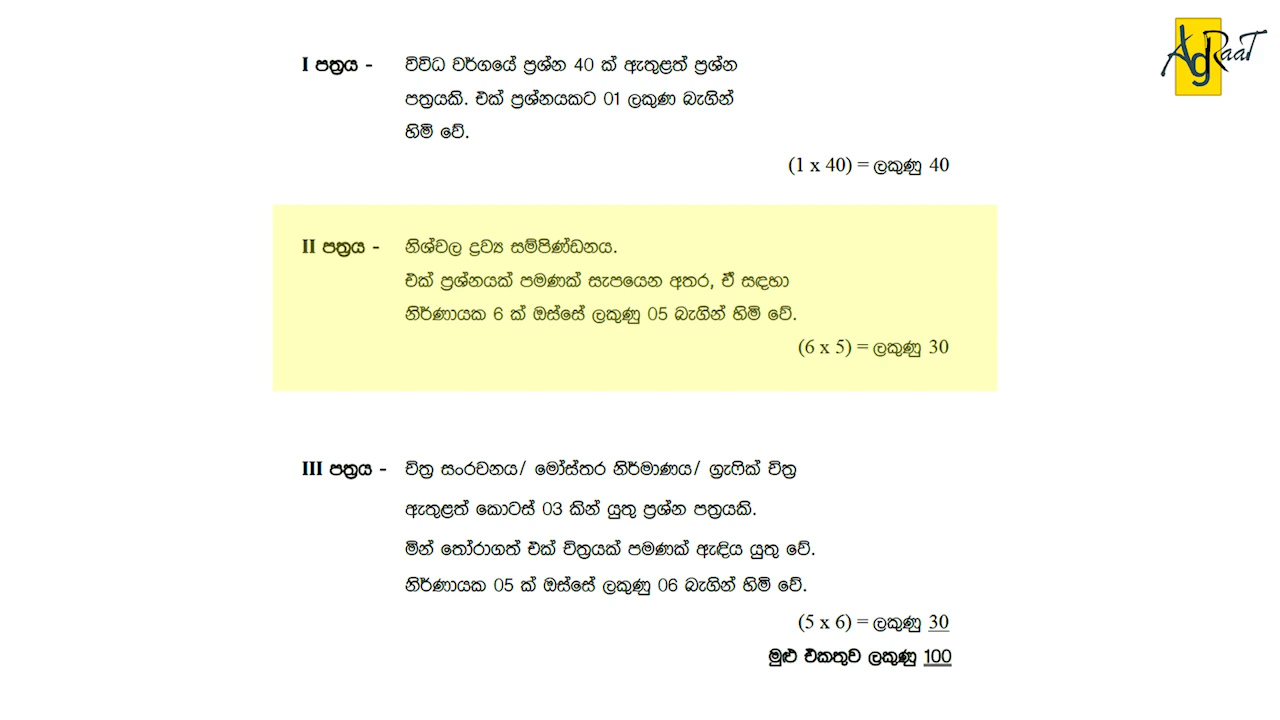 AgRaaT
I පත්‍රය - විවිධ වර්ගයේ ප්‍රශ්න 40 ක් ඇතුළත් ප්‍රශ්න
පත්‍රයකි. එක් ප්‍රශ්නයකට 01 ලකුණ බැගින්
හිමි වේ.
(1 x 40) = ලකුණු 40
II පත්‍රය - නිශ්චල ද්‍රව්‍ය සම්පිණ්ඩනය.
එක් ප්‍රශ්නයක් පමණක් සැපයෙන අතර, ඒ සඳහා
නිර්ණායක 6 ක් ඔස්සේ ලකුණු 05 බැගින් හිමි වේ.
(6 x 5) = ලකුණු 30
III පත්‍රය - චිත්‍ර සංරචනය/ මෝස්තර නිර්මාණය/ ග්‍රැෆික් චිත්‍ර
ඇතුළත් කොටස් 03 කින් යුතු ප්‍රශ්න පත්‍රයකි.
මින් තෝරාගත් එක් චිත්‍රයක් පමණක් ඇඳිය යුතු වේ.
නිර්ණායක 05 ක් ඔස්සේ ලකුණු 06 බැගින් හිමි වේ.
(5 x 6) = ලකුණු 30
මුළු එකතුව ලකුණු 100